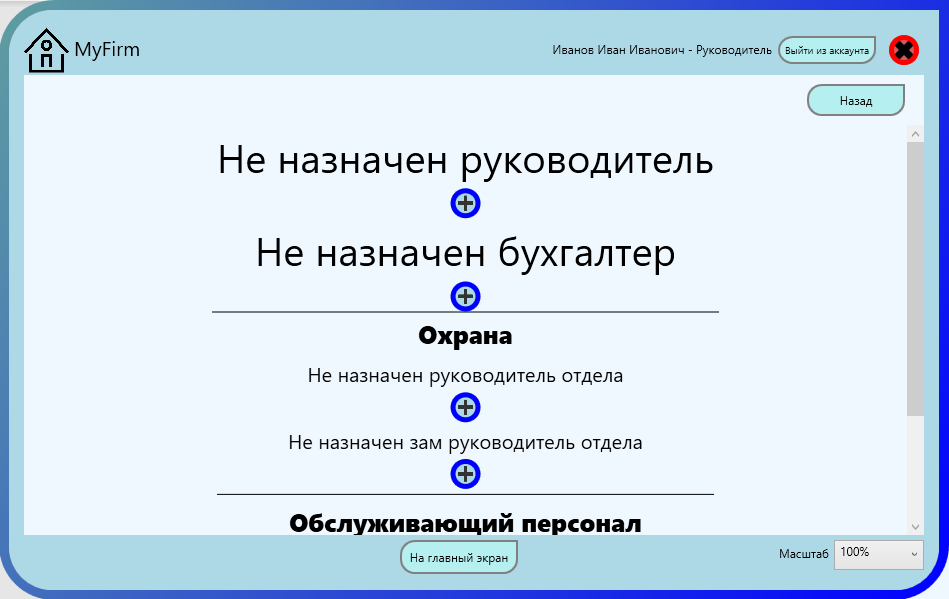 MyFirm
Иванов Иван Иванович - Руководитель
Выйти из аккаунта
Назад
Не назначен руководитель
Не назначен бухгалтер
Охрана
Не назначен руководитель отдела
Не назначен зам руководитель отдела
Обслуживающий персонал
На главный экран
Масштаб
100%